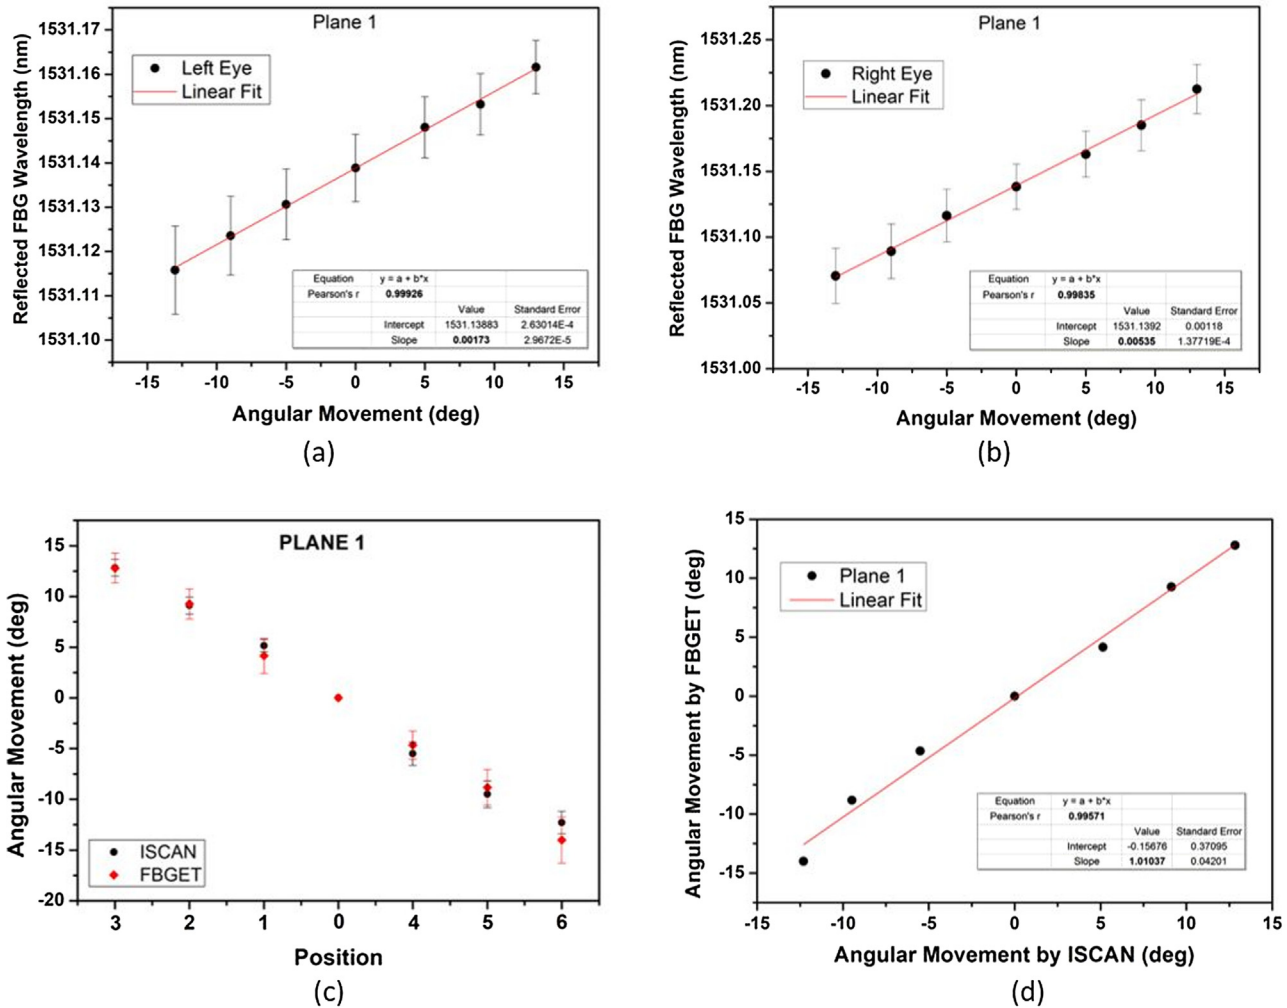 Plane 1
Left Eye
Linear Fit
1531.17
1531.16
1531.15
1531.14
1531.13
1531.12
1531.11
1531.10
Reflected FBG Wavelength (nm)
Equation y = a + b*x
Pearson's r 0.99926
Value Standard Error
Intercept 1531.13883 2.63014E-4
Slope 0.00173 2.9672E-5
-15 -10 -5 0 5 10 15
Angular Movement (deg)
(a)
Plane 1
Right Eye
Linear Fit
1531.25
1531.20
1531.15
1531.10
1531.05
1531.00
Reflected FBG Wavelength (nm)
Equation y = a + b*x
Pearson's r 0.99835
Value Standard Error
Intercept 1531.1392 0.00118
Slope 0.00535 1.37719E-4
-15 -10 -5 0 5 10 15
Angular Movement (deg)
(b)
PLANE 1
15
10
5
0
-5
-10
-15
-20
Angular Movement (deg)
ISCAN
FBGET
3 2 1 0 4 5 6
Position
(c)
15
10
5
0
-5
-10
-15
Angular Movement by FBGET (deg)
Plane 1
Linear Fit
Equation y = a + b*x
Pearson's r 0.99571
Value Standard Error
Intercept -0.15676 0.37095
Slope 1.01037 0.04201
-15 -10 -5 0 5 10 15
Angular Movement by ISCAN (deg)
(d)